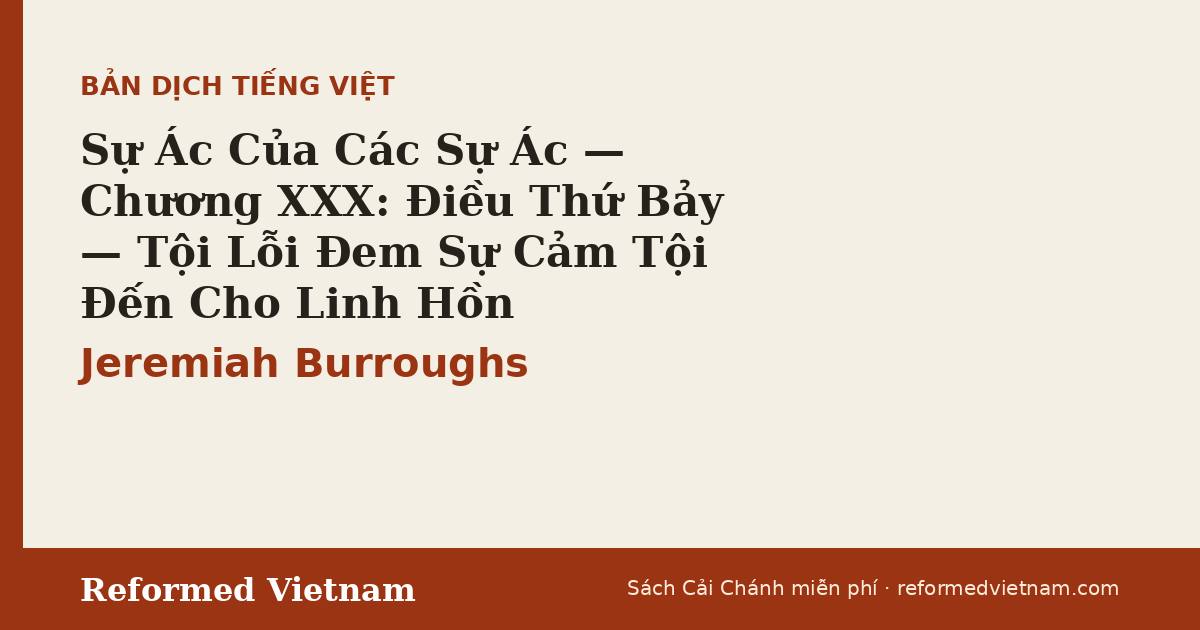 BẢN DỊCH TIẾNG VIỆT
Sự Ác Của Các Sự Ác —
Chương XXX: Điều Thứ Bảy
— Tội Lỗi Đem Sự Cảm Tội
Đến Cho Linh Hồn
Jeremiah Burroughs
Reformed Vietnam
Sách Cải Chánh miễn phí · reformedvietnam.com